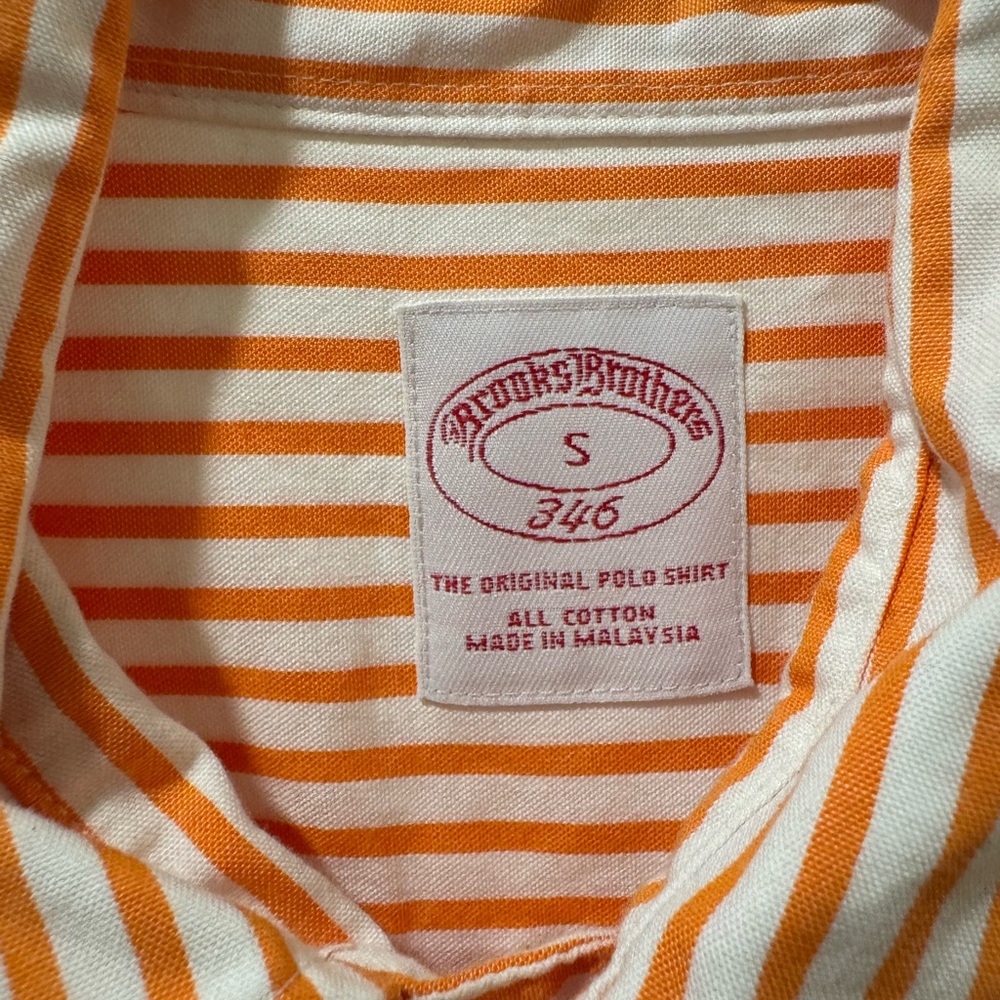 Brooks Brothers
S
346
THE ORIGINAL POLO SHIRT
ALL COTTON
MADE IN MALAYSIA